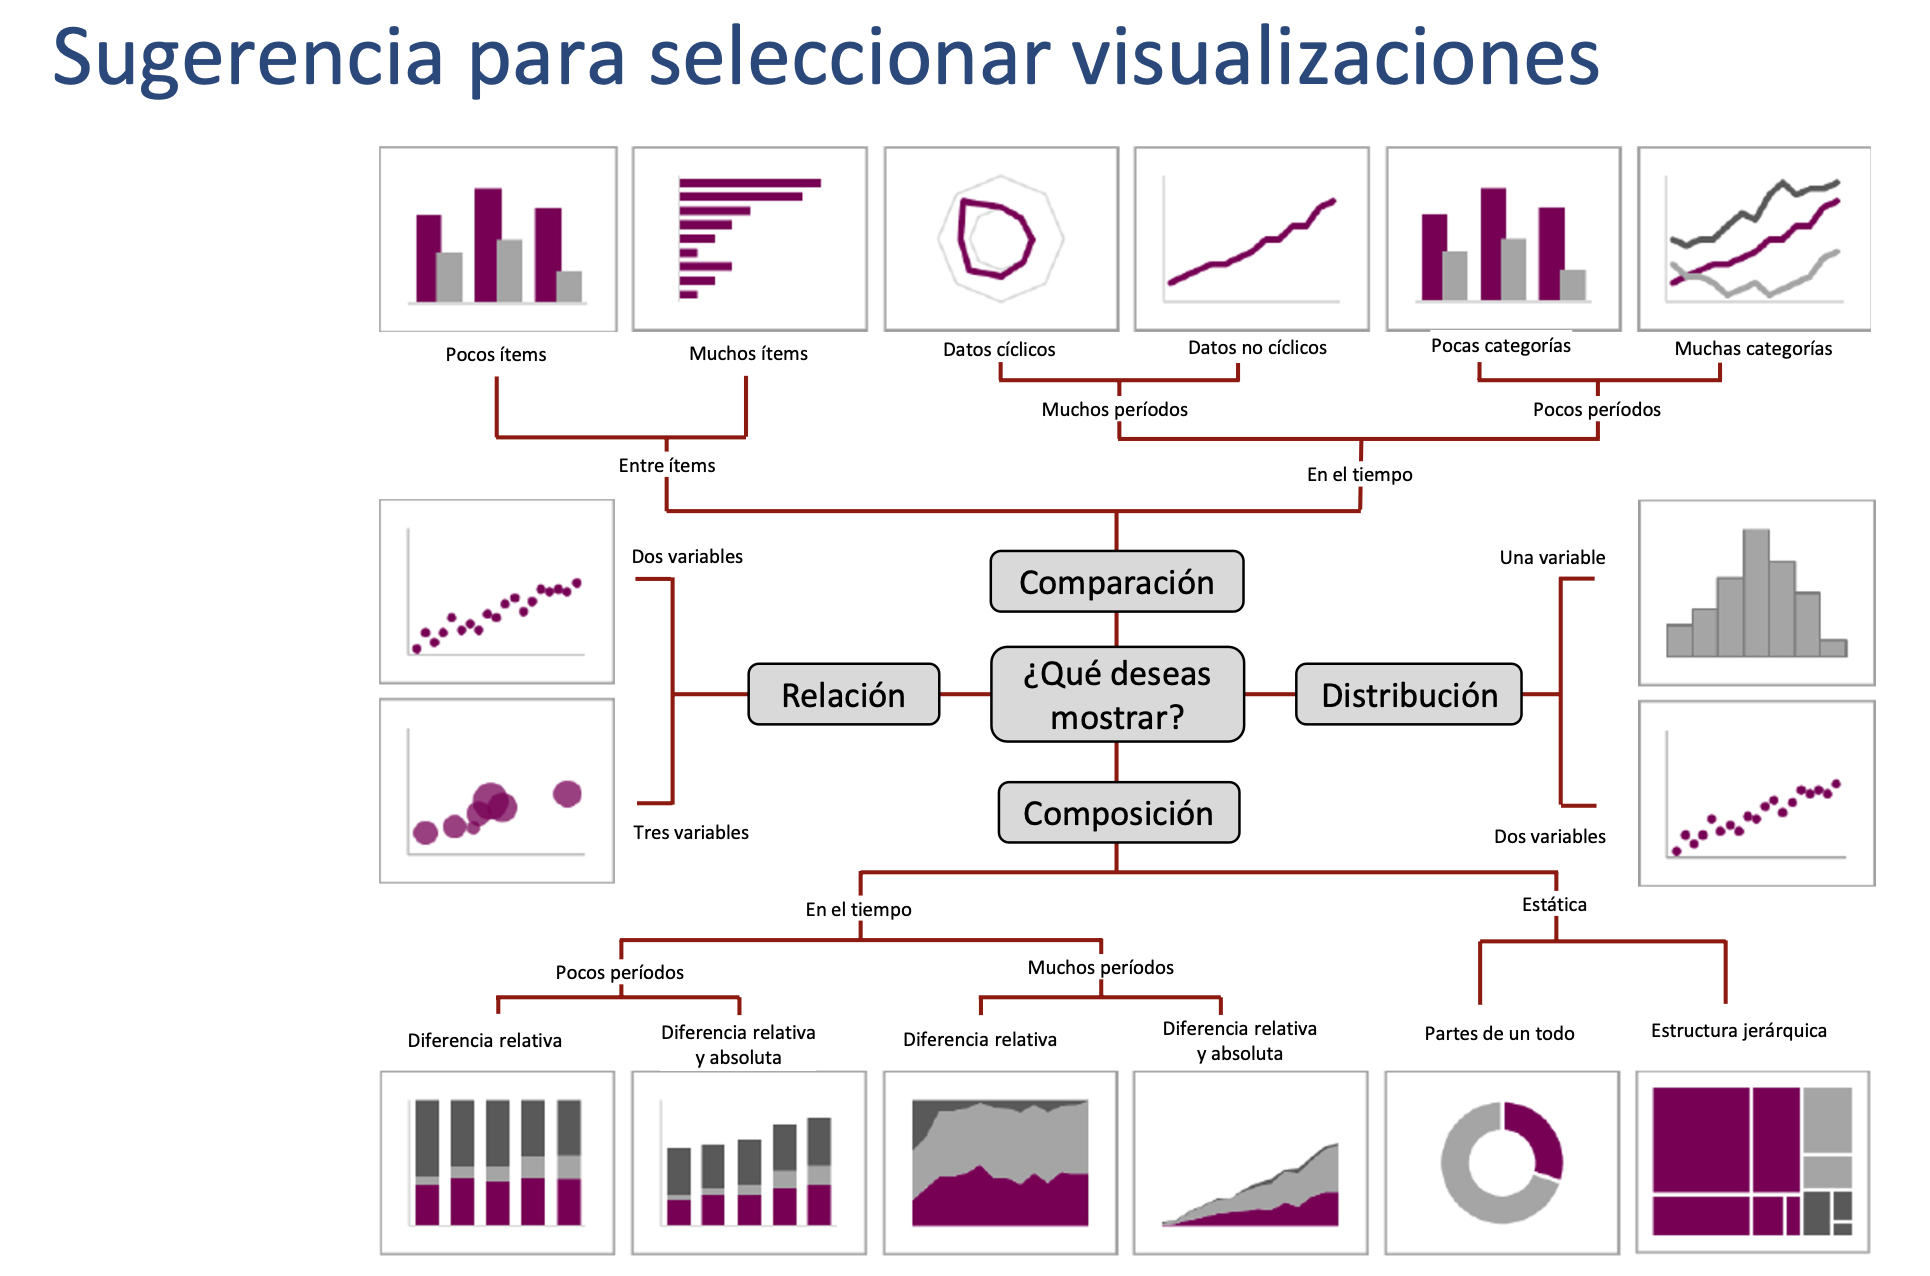 Sugerencia para seleccionar visualizaciones
Pocos ítems
Muchos ítems
Datos cíclicos
Datos no cíclicos
Pocas categorías
Muchas categorías
Muchos períodos
Pocos períodos
Entre ítems
En el tiempo
Dos variables
Comparación
Una variable
Relación
¿Qué deseas
mostrar?
Distribución
Tres variables
Composición
Dos variables
En el tiempo
Estática
Pocos períodos
Muchos períodos
Diferencia relativa
Diferencia relativa
y absoluta
Diferencia relativa
Diferencia relativa
y absoluta
Partes de un todo
Estructura jerárquica